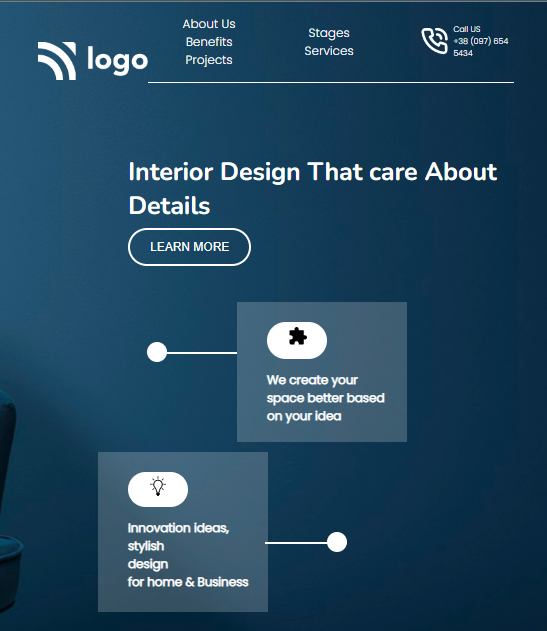 logo
About Us
Benefits
Projects
Stages
Services
Call US
+38 (097) 654
5434
Interior Design That care About
Details
LEARN MORE
We create your
space better based
on your idea
Innovation ideas,
stylish
design
for home & Business